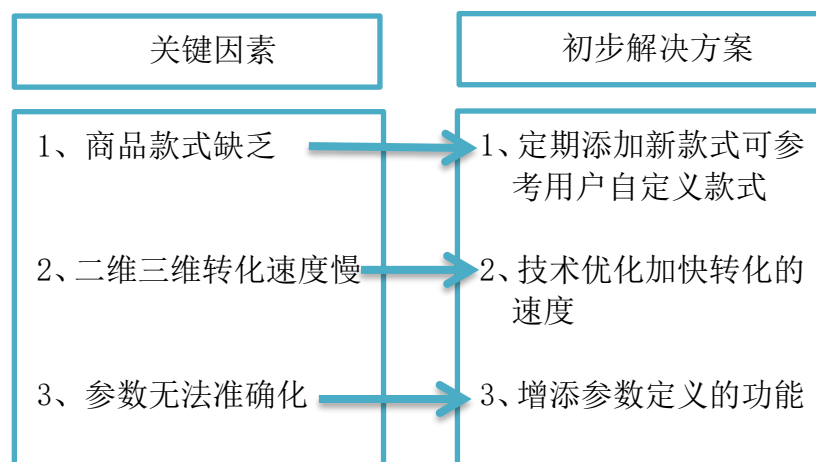 关键因素
初步解决方案
1、商品款式缺乏
1、定期添加新款式可参
考用户自定义款式
2、二维三维转化速度慢
2、技术优化加快转化的
速度
3、参数无法准确化
3、增添参数定义的功能